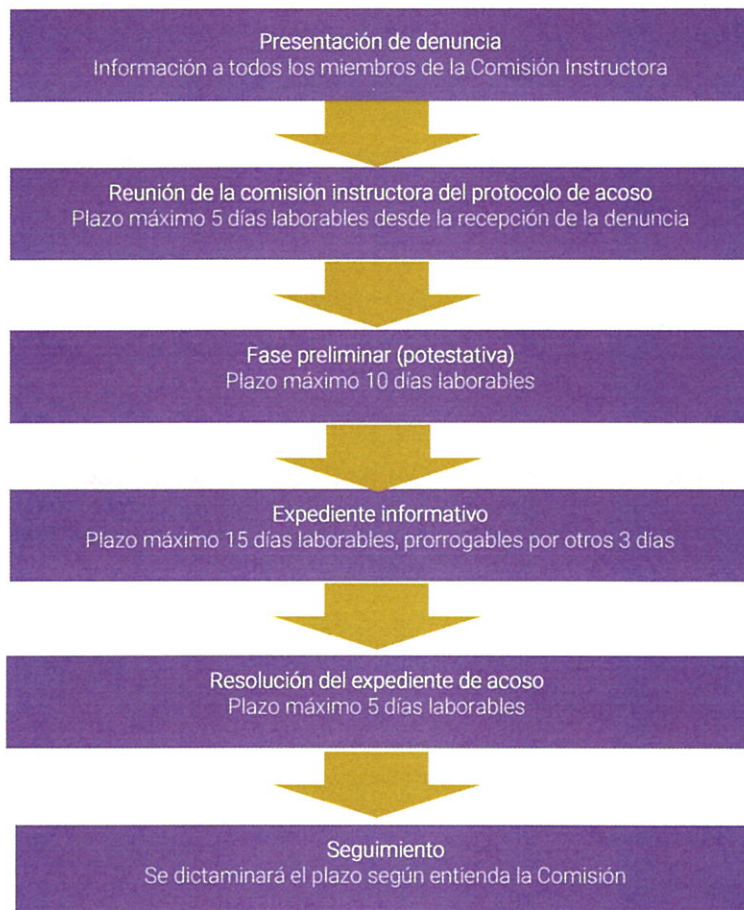 Presentación de denuncia
Información a todos los miembros de la Comisión Instructora
Reunión de la comisión instructora del protocolo de acoso
Plazo máximo 5 días laborables desde la recepción de la denuncia
Fase preliminar (potestativa)
Plazo máximo 10 días laborables
Expediente informativo
Plazo máximo 15 días laborables, prorrogables por otros 3 días
Resolución del expediente de acoso
Plazo máximo 5 días laborables
Seguimiento
Se dictaminará el plazo según entienda la Comisión